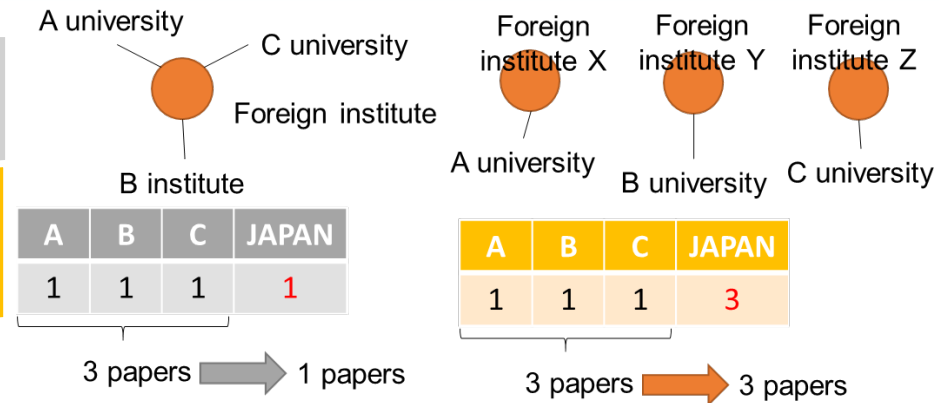 A university
C university
Foreign institute
B institute
A B C JAPAN
1 1 1 1
3 papers 1 papers
Foreign
institute X
Foreign
institute Y
Foreign
institute Z
A university
B university
C university
A B C JAPAN
1 1 1 3
3 papers 3 papers